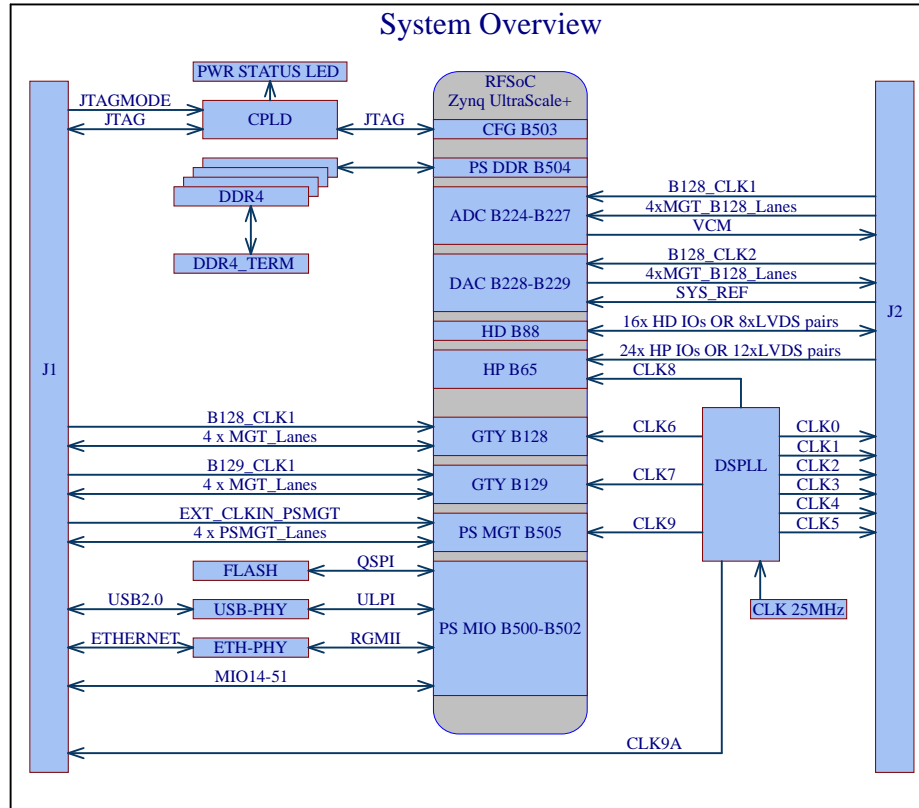 System Overview
PWR STATUS LED
RFSoC
Zynq UltraScale+
JTAGMODE
JTAG
CPLD
JTAG
CFG B503
PS DDR B504
DDR4
DDR4_TERM
ADC B224-B227
B128_CLK1
4xMGT_B128_Lanes
VCM
DAC B228-B229
B128_CLK2
4xMGT_B128_Lanes
SYS_REF
HD B88
16x HD IOs OR 8xLVDS pairs
J1
J2
HP B65
24x HP IOs OR 12xLVDS pairs
CLK8
B128_CLK1
4 x MGT_Lanes
GTY B128
CLK6
B129_CLK1
4 x MGT_Lanes
GTY B129
CLK7
DSPLL
CLK0
CLK1
CLK2
CLK3
CLK4
CLK5
EXT_CLKIN_PSMGT
4 x PSMGT_Lanes
PS MGT B505
CLK9
FLASH
QSPI
USB2.0
USB-PHY
ULPI
PS MIO B500-B502
CLK 25MHz
ETHERNET
ETH-PHY
RGMII
MIO14-51
CLK9A